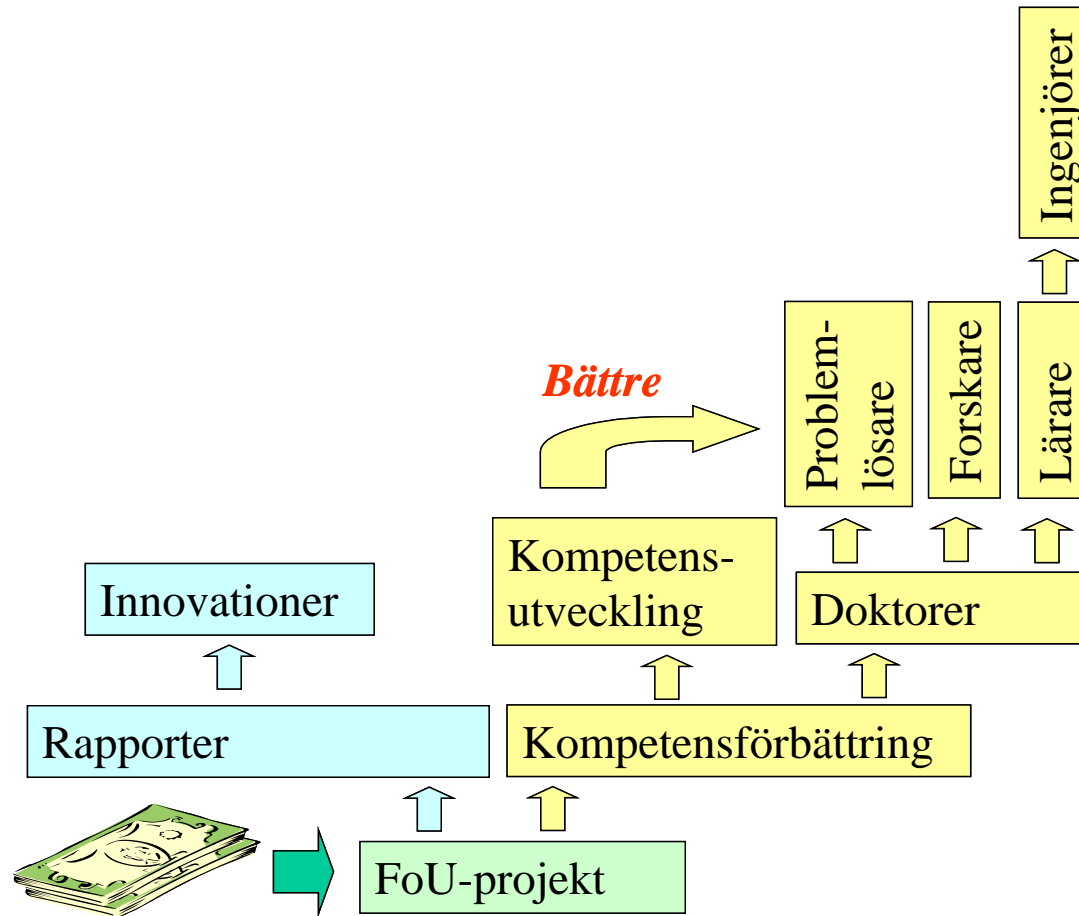 Ingenjörer
Bättre
Problem-
lösare
Forskare
Lärare
Kompetens-
utveckling
Innovationer
Doktorer
Rapporter
Kompetensförbättring
FoU-projekt